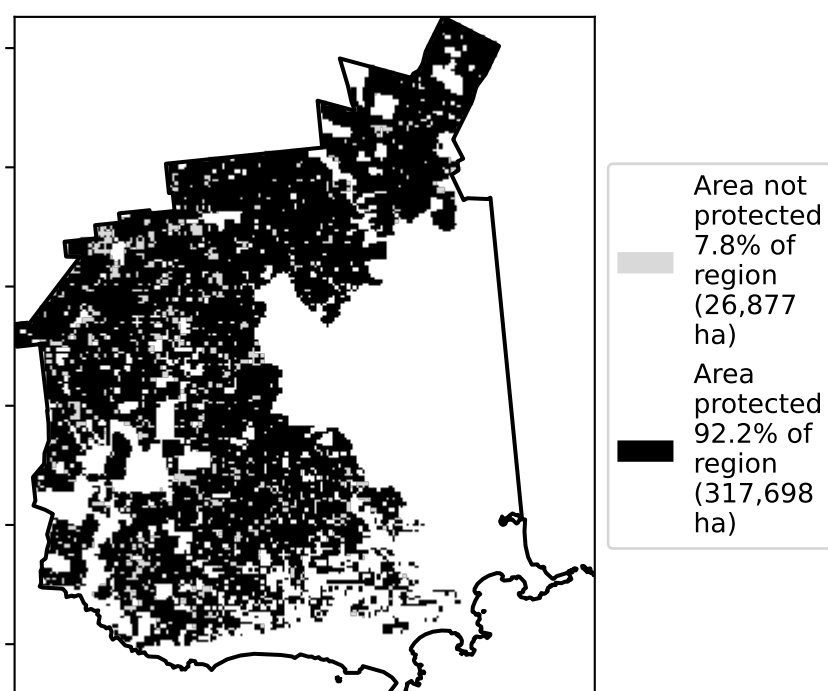 Area not
protected
7.8% of
region
(26,877
ha)
Area
protected
92.2% of
region
(317,698
ha)